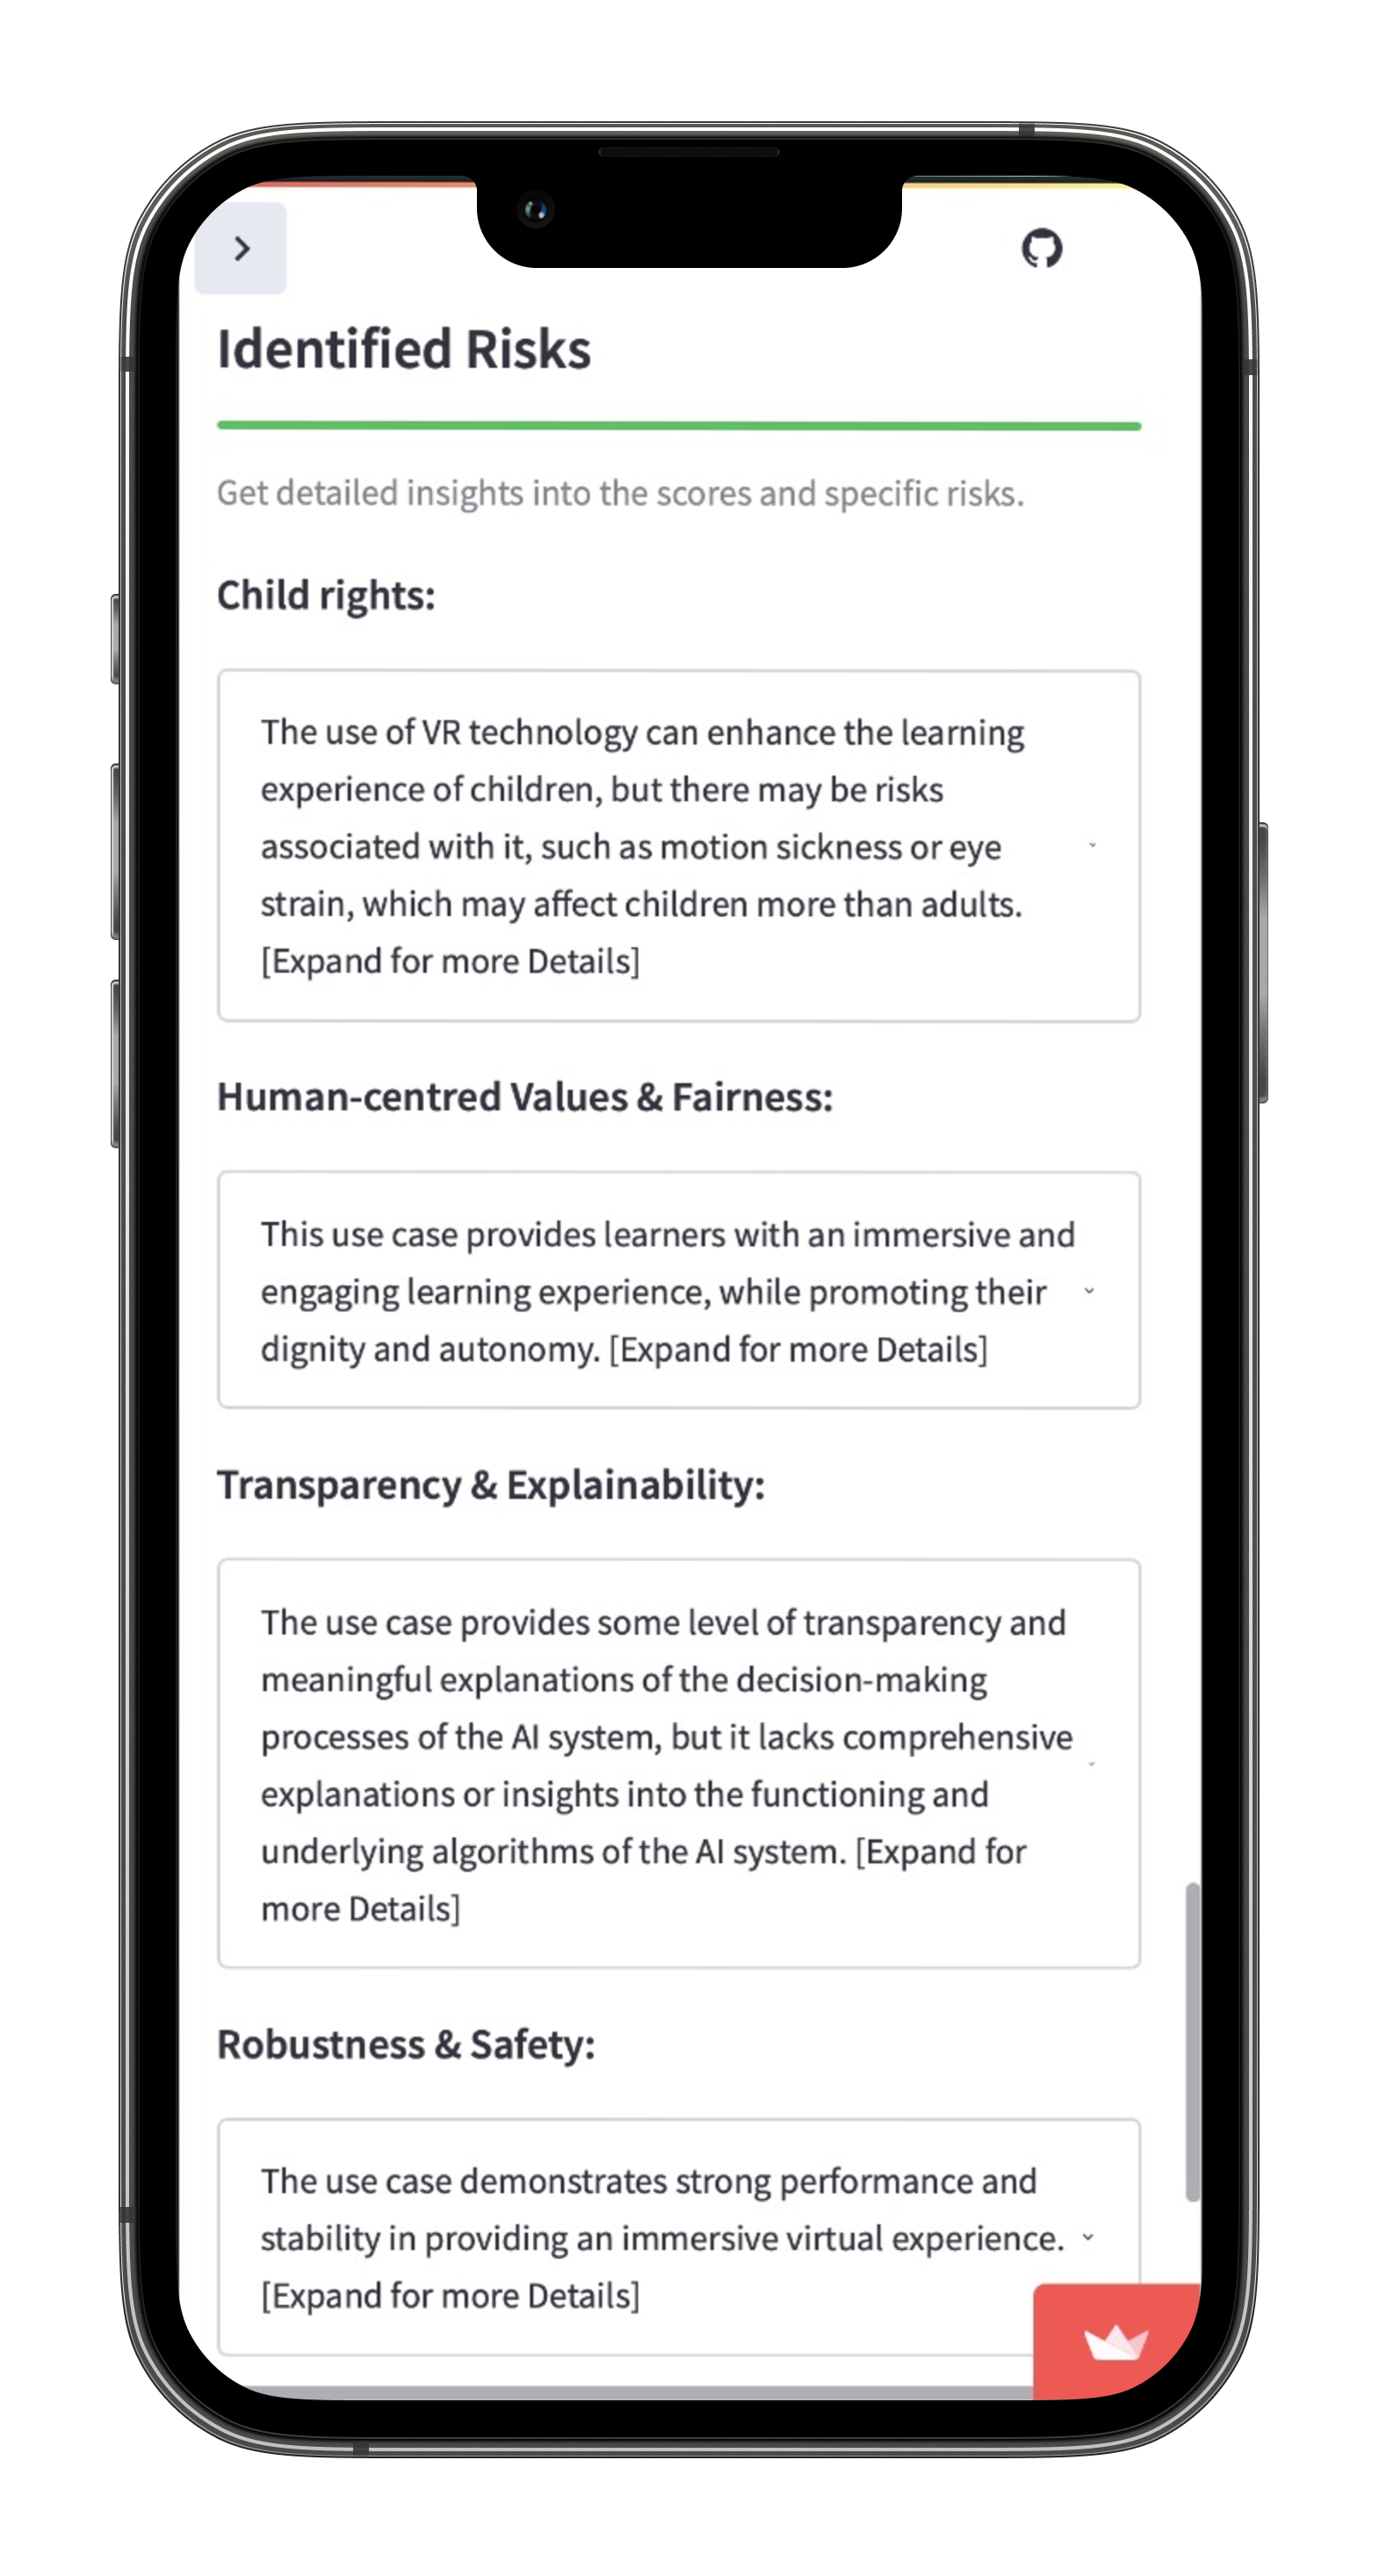 Identified Risks
Get detailed insights into the scores and specific risks.
Child rights:
The use of VR technology can enhance the learning
experience of children, but there may be risks
associated with it, such as motion sickness or eye
strain, which may affect children more than adults.
[Expand for more Details]
Human-centred Values & Fairness:
This use case provides learners with an immersive and
engaging learning experience, while promoting their
dignity and autonomy. [Expand for more Details]
Transparency & Explainability:
The use case provides some level of transparency and
meaningful explanations of the decision-making
processes of the AI system, but it lacks comprehensive
explanations or insights into the functioning and
underlying algorithms of the AI system. [Expand for
more Details]
Robustness & Safety:
The use case demonstrates strong performance and
stability in providing an immersive virtual experience.
[Expand for more Details]